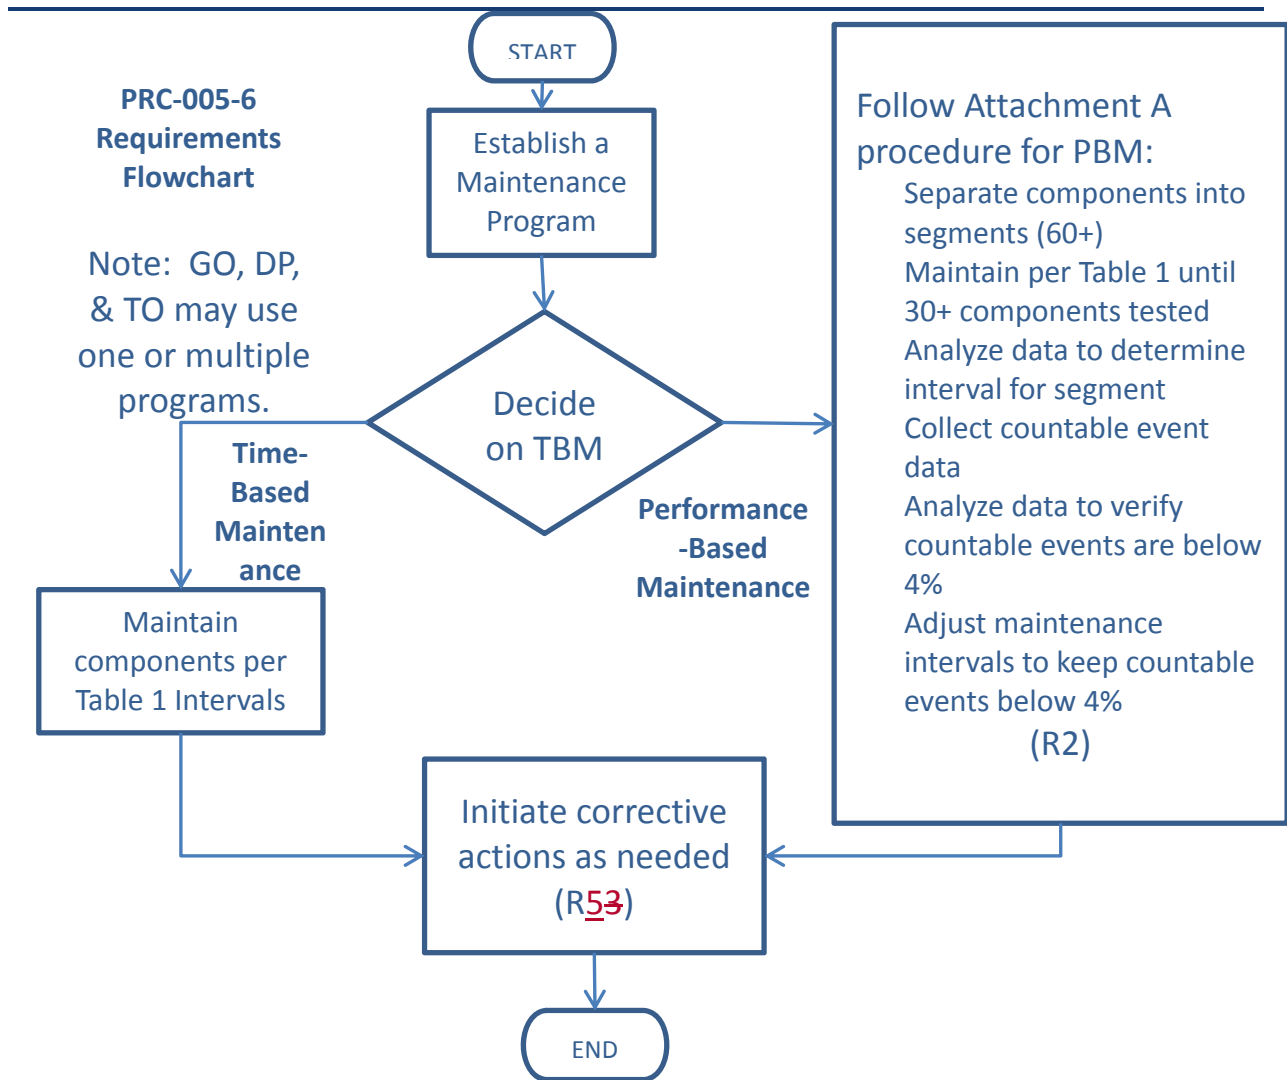 START
PRC-005-6
Requirements
Flowchart
Note: GO, DP,
& TO may use
one or multiple
programs.
Establish a
Maintenance
Program
Decide
on TBM
Time-
Based
Mainten
ance
Performance
-Based
Maintenance
Maintain
components per
Table 1 Intervals
Follow Attachment A
procedure for PBM:
Separate components into
segments (60+)
Maintain per Table 1 until
30+ components tested
Analyze data to determine
interval for segment
Collect countable event
data
Analyze data to verify
countable events are below
4%
Adjust maintenance
intervals to keep countable
events below 4%
(R2)
Initiate corrective
actions as needed
(R53)
END